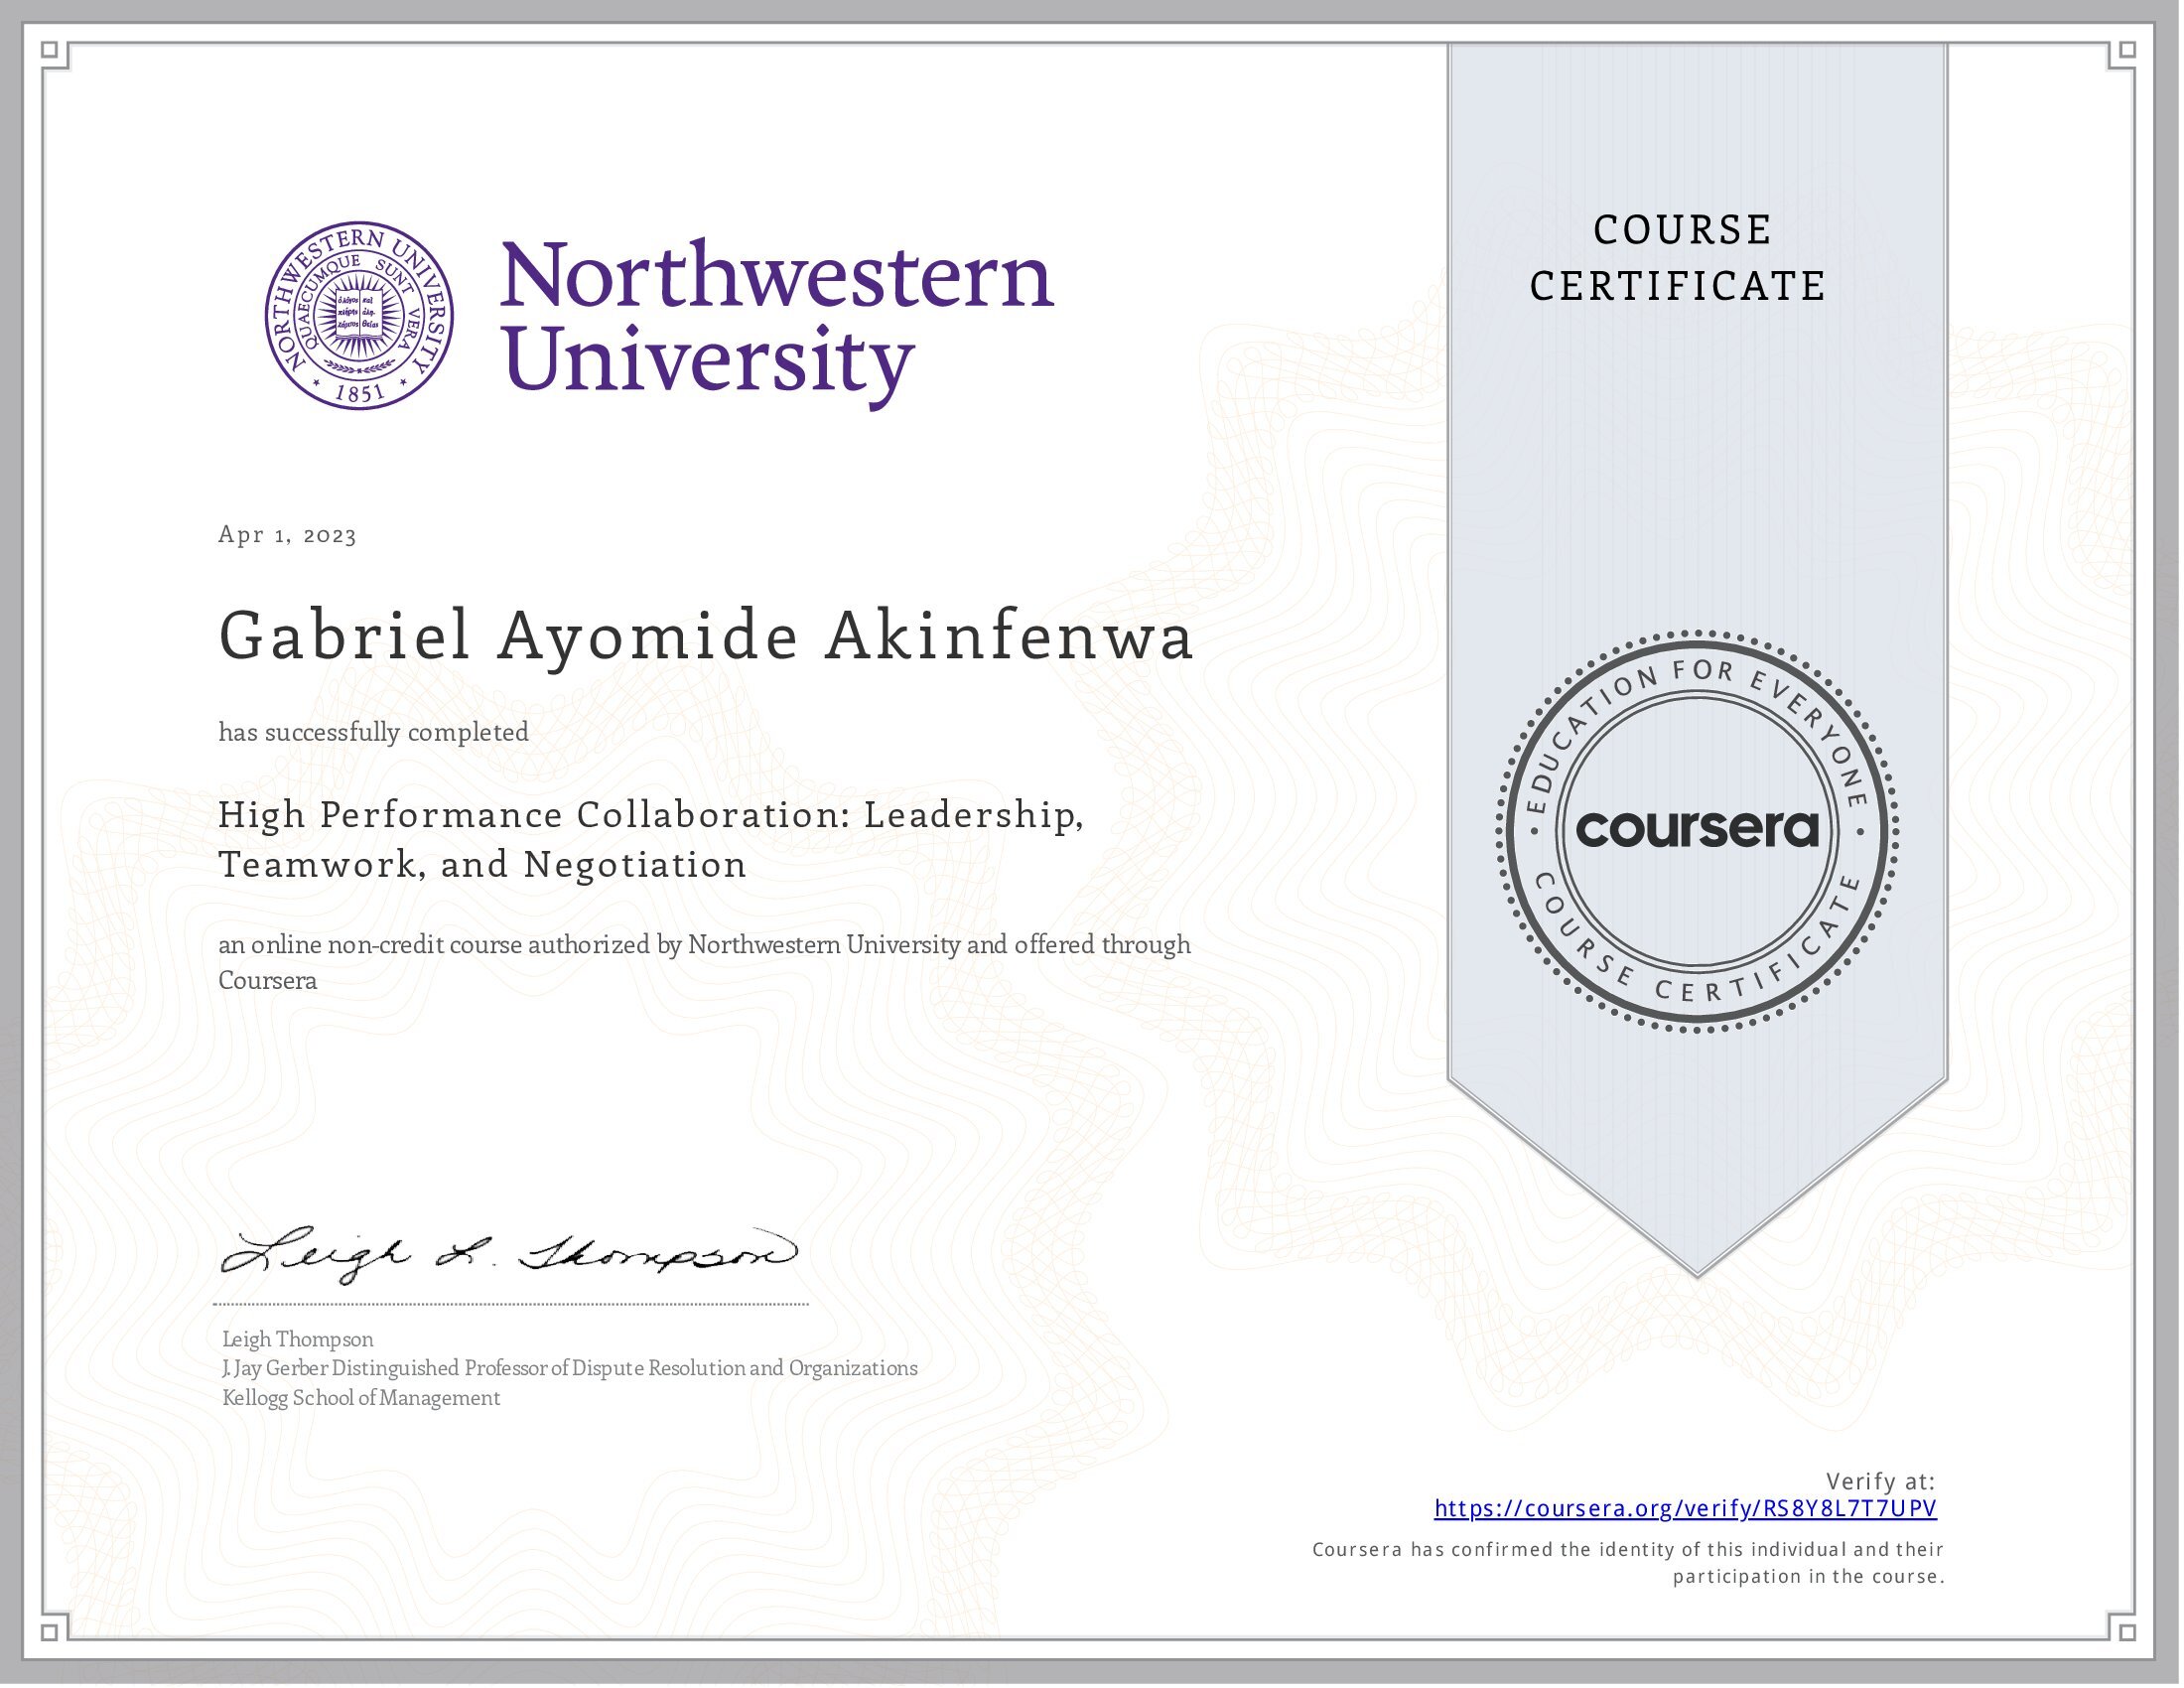 NORTHWESTERN UNIVERSITY
QUAECUMQUE SUNT VERA
1851
Northwestern
University
COURSE
CERTIFICATE
Apr 1, 2023
Gabriel Ayomide Akinfenwa
has successfully completed
High Performance Collaboration: Leadership,
Teamwork, and Negotiation
an online non-credit course authorized by Northwestern University and offered through
Coursera
EDUCATION FOR EVERYONE
coursera
COURSE CERTIFICATE
Leigh L. Thompson
Leigh Thompson
J. Jay Gerber Distinguished Professor of Dispute Resolution and Organizations
Kellogg School of Management
Verify at:
https://coursera.org/verify/RS8Y8L7T7UPV
Coursera has confirmed the identity of this individual and their
participation in the course.